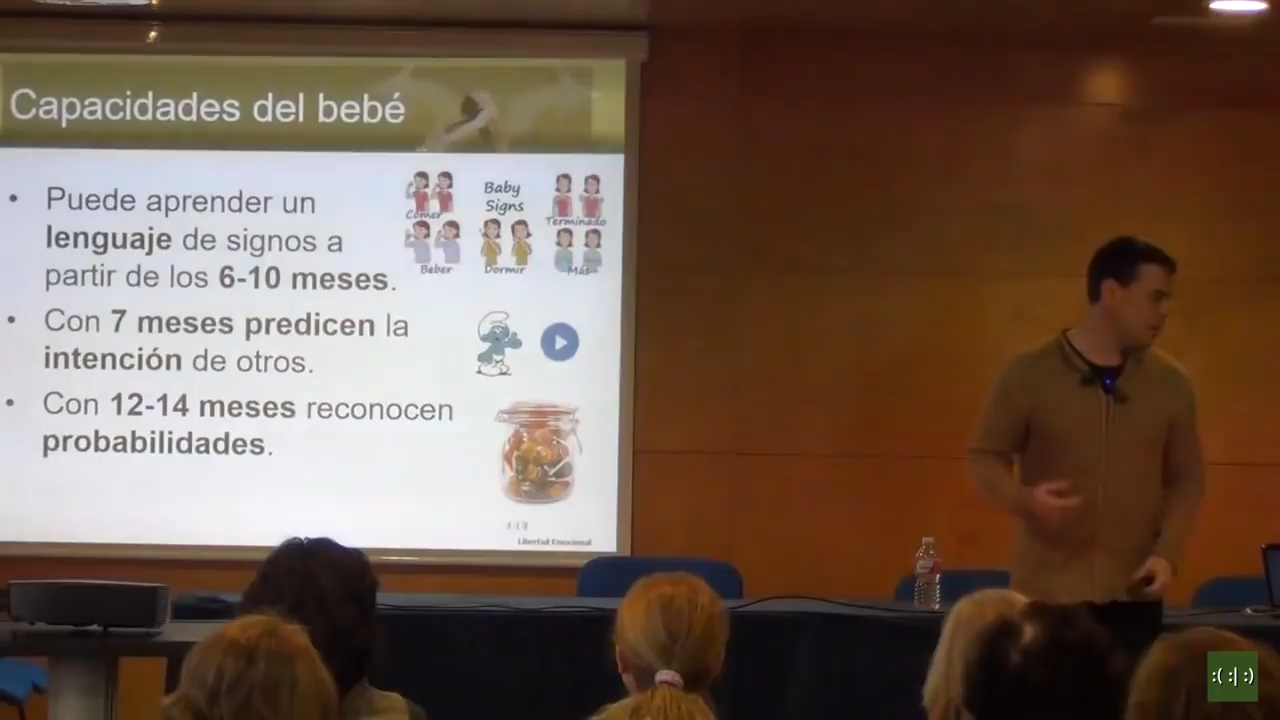 Capacidades del bebé
• Puede aprender un
lenguaje de signos a
partir de los 6-10 meses.
• Con 7 meses predicen la
intención de otros.
• Con 12-14 meses reconocen
probabilidades.
Baby
Signs
Comer
Terminado
Beber
Dormir
Más
Libertad Emocional
:( :| :)